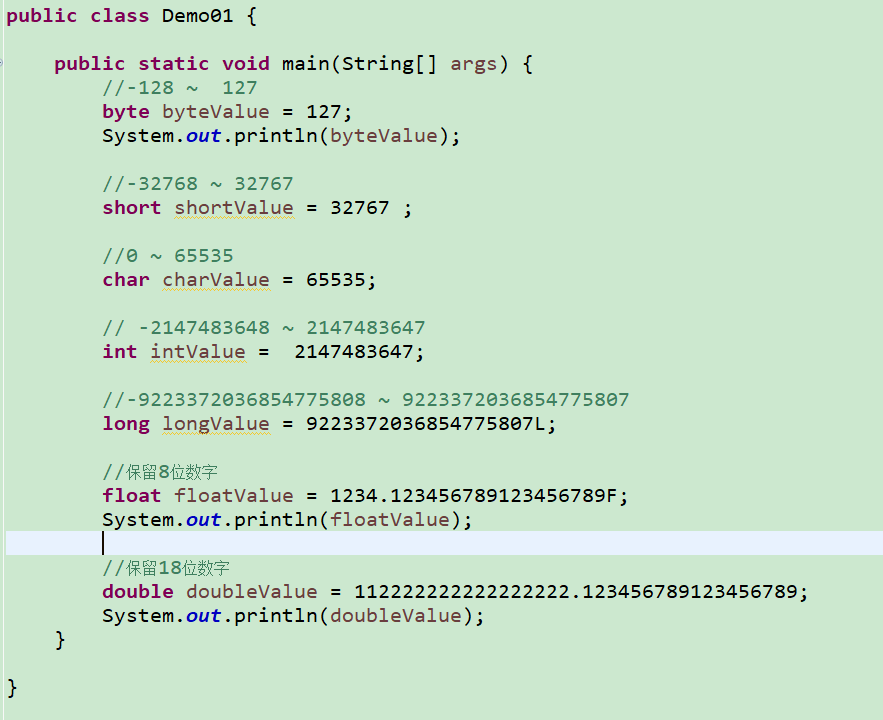 public class Demo01 {
public static void main(String[] args) {
//-128 ~  127
byte byteValue = 127;
System.out.println(byteValue);
//-32768 ~ 32767
short shortValue = 32767 ;
//0 ~ 65535
char charValue = 65535;
// -2147483648 ~ 2147483647
int intValue =  2147483647;
//-9223372036854775808 ~ 9223372036854775807
long longValue = 9223372036854775807L;
//保留8位数字
float floatValue = 1234.123456789123456789F;
System.out.println(floatValue);
//保留18位数字
double doubleValue = 112222222222222222.123456789123456789;
System.out.println(doubleValue);
}
}